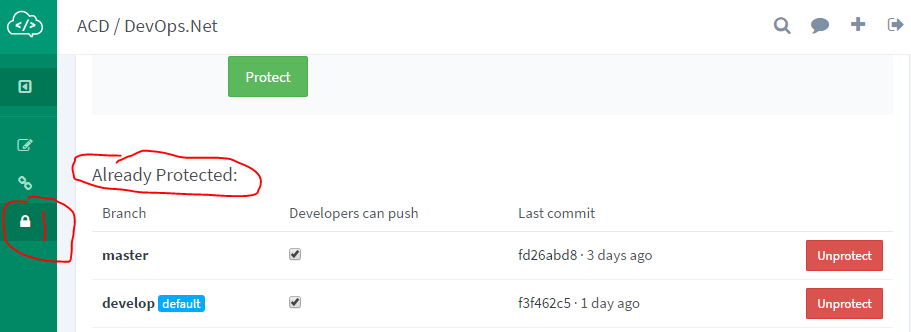 </>
ACD / DevOps.Net
Protect
Already Protected:
Branch Developers can push Last commit
master fd26abd8 · 3 days ago Unprotect
develop default f3f462c5 · 1 day ago Unprotect